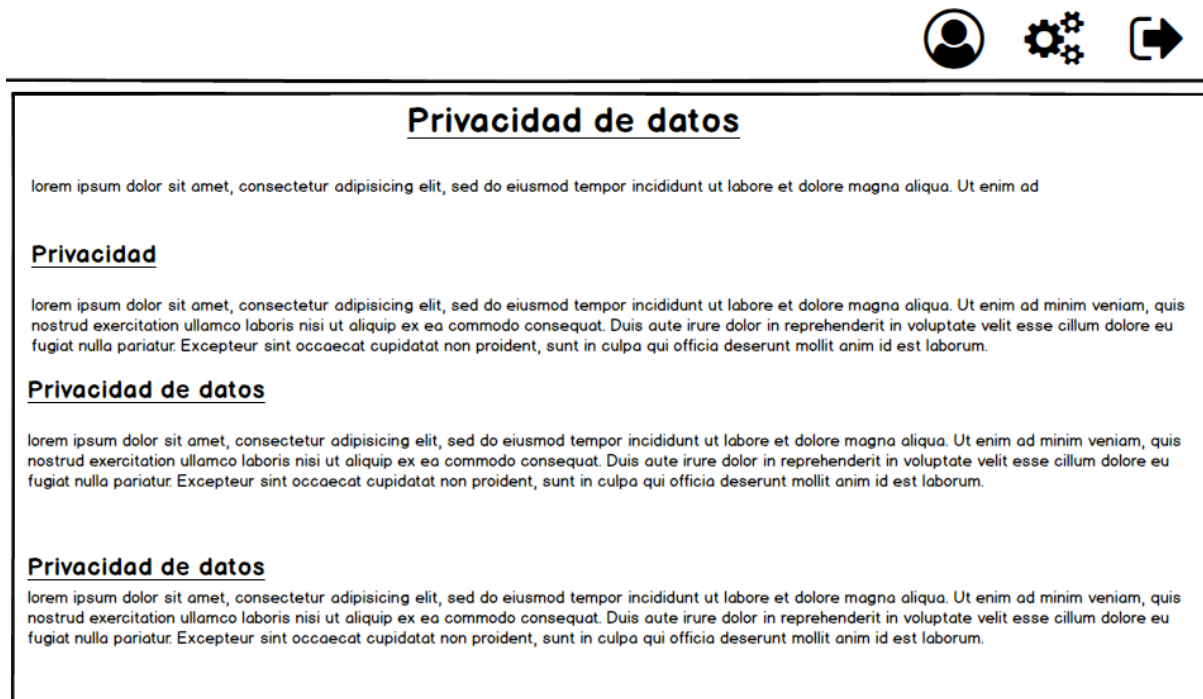 Privacidad de datos
lorem ipsum dolor sit amet, consectetur adipisicing elit, sed do eiusmod tempor incididunt ut labore et dolore magna aliqua. Ut enim ad
Privacidad
lorem ipsum dolor sit amet, consectetur adipisicing elit, sed do eiusmod tempor incididunt ut labore et dolore magna aliqua. Ut enim ad minim veniam, quis
nostrud exercitation ullamco laboris nisi ut aliquip ex ea commodo consequat. Duis aute irure dolor in reprehenderit in voluptate velit esse cillum dolore eu
fugiat nulla pariatur. Excepteur sint occaecat cupidatat non proident, sunt in culpa qui officia deserunt mollit anim id est laborum.
Privacidad de datos
lorem ipsum dolor sit amet, consectetur adipisicing elit, sed do eiusmod tempor incididunt ut labore et dolore magna aliqua. Ut enim ad minim veniam, quis
nostrud exercitation ullamco laboris nisi ut aliquip ex ea commodo consequat. Duis aute irure dolor in reprehenderit in voluptate velit esse cillum dolore eu
fugiat nulla pariatur. Excepteur sint occaecat cupidatat non proident, sunt in culpa qui officia deserunt mollit anim id est laborum.
Privacidad de datos
lorem ipsum dolor sit amet, consectetur adipisicing elit, sed do eiusmod tempor incididunt ut labore et dolore magna aliqua. Ut enim ad minim veniam, quis
nostrud exercitation ullamco laboris nisi ut aliquip ex ea commodo consequat. Duis aute irure dolor in reprehenderit in voluptate velit esse cillum dolore eu
fugiat nulla pariatur. Excepteur sint occaecat cupidatat non proident, sunt in culpa qui officia deserunt mollit anim id est laborum.